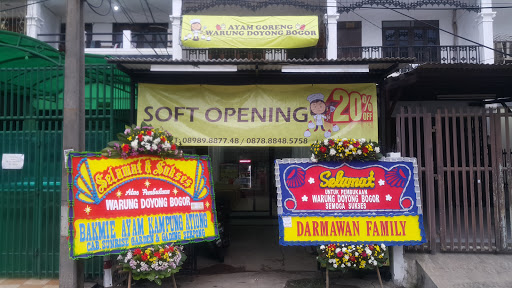 AYAM GORENG
WARUNG DOYONG BOGOR
SOFT OPENING 20%
OFF
08989.8877.48 / 0878.8848.5758
Selamat & Sukses
Atas Pembukaan
WARUNG DOYONG BOGOR
BAKMIE AYAM KAMPUNG AYONG
Selamat
UNTUK PEMBUKAAN
WARUNG DOYONG BOGOR
SEMOGA SUKSES
DARMAWAN FAMILY